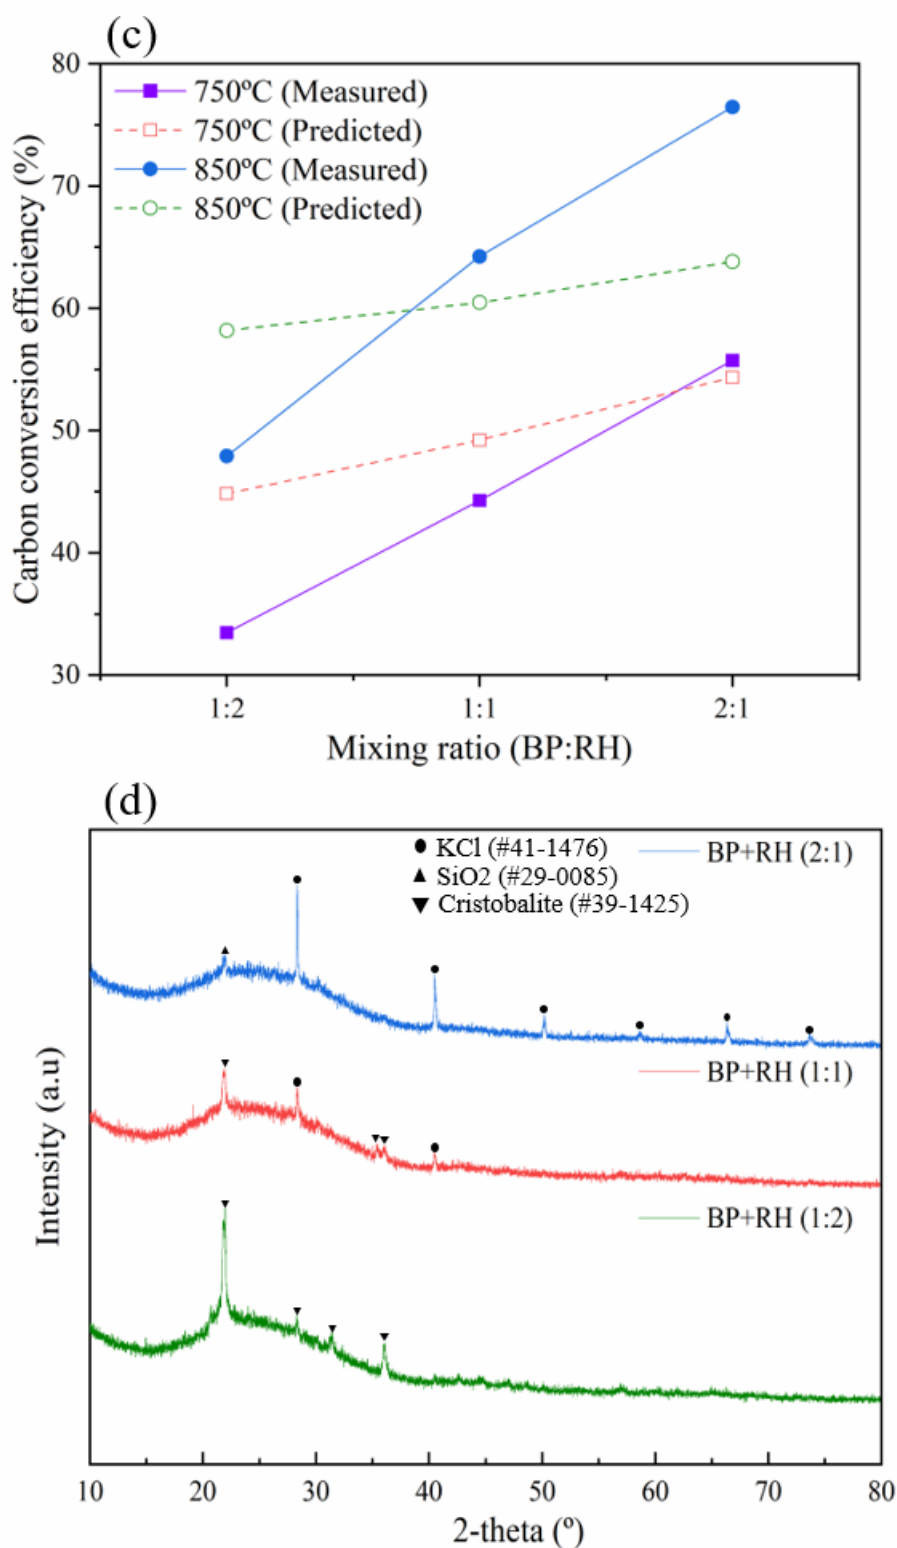 (c)
80
70
60
50
40
30
Carbon conversion efficiency (%)
750ºC (Measured)
750ºC (Predicted)
850ºC (Measured)
850ºC (Predicted)
1:2
1:1
2:1
Mixing ratio (BP:RH)
(d)
KCl (#41-1476)
SiO2 (#29-0085)
Cristobalite (#39-1425)
BP+RH (2:1)
BP+RH (1:1)
BP+RH (1:2)
Intensity (a.u)
10
20
30
40
50
60
70
80
2-theta (º)